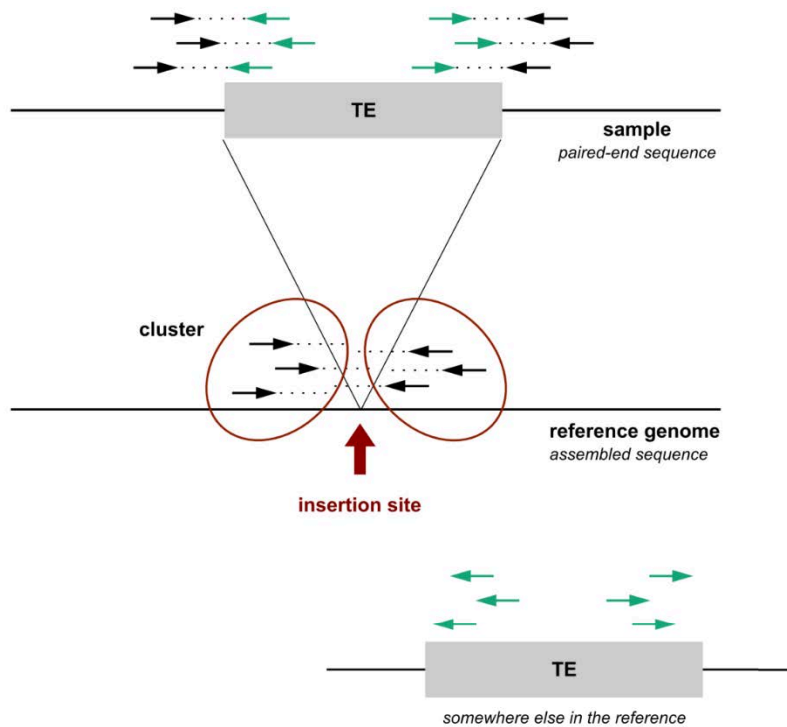 TE
sample
paired-end sequence
cluster
reference genome
assembled sequence
insertion site
TE
somewhere else in the reference